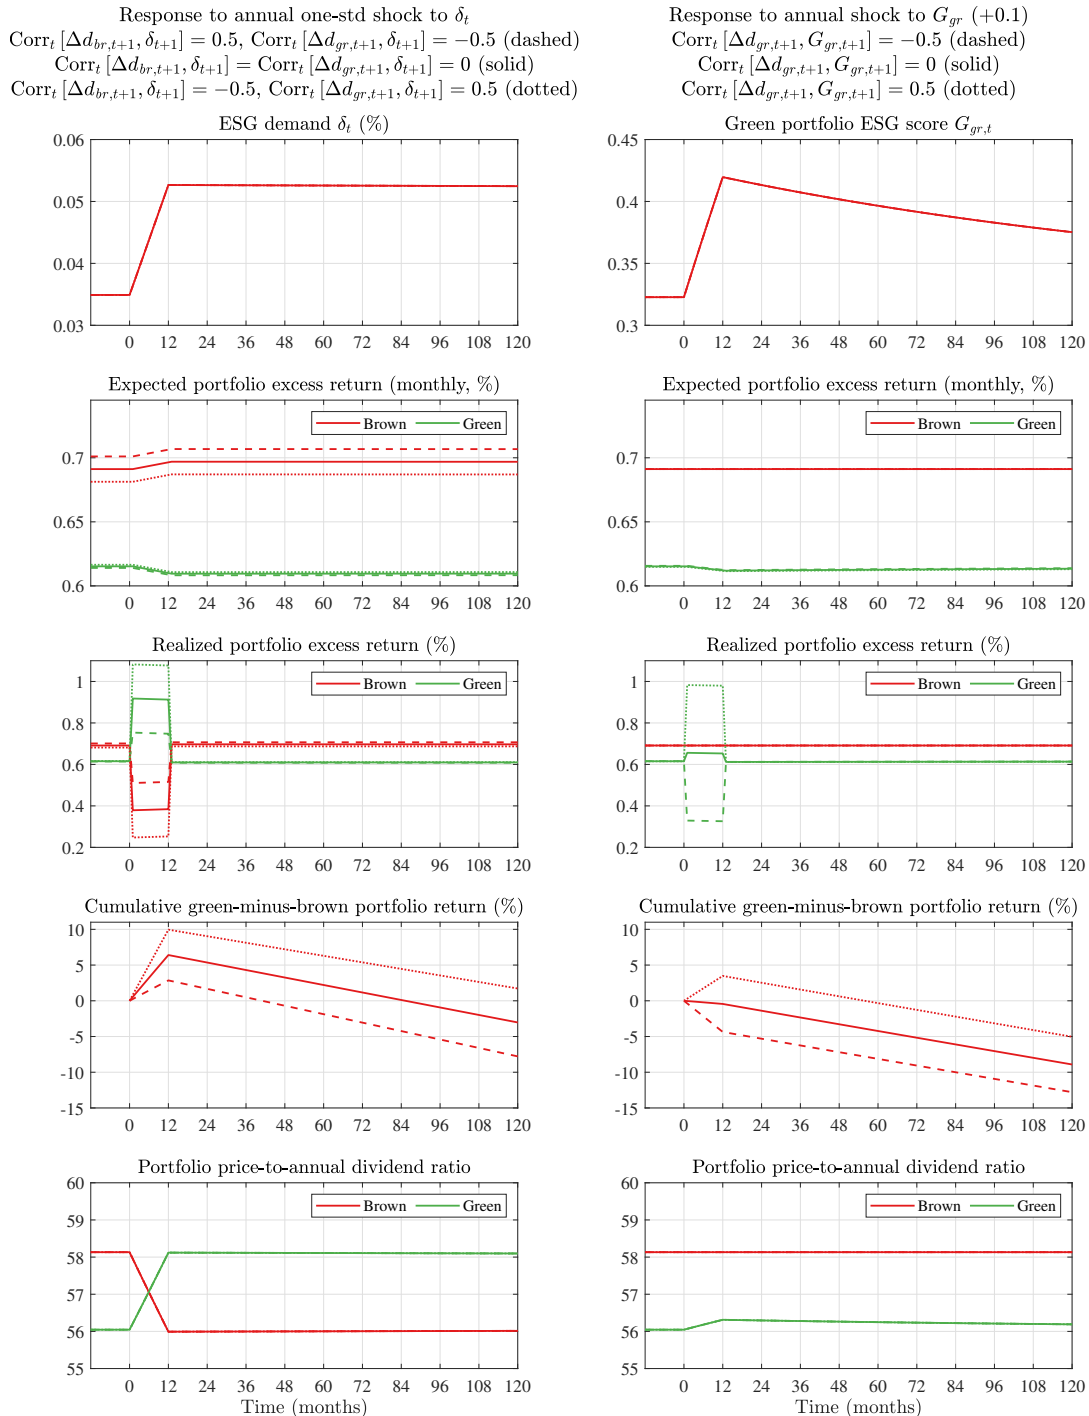 Response to annual one-std shock to δt
Corrt [Δdbr,t+1, δt+1] = 0.5, Corrt [Δdgr,t+1, δt+1] = −0.5 (dashed)
Corrt [Δdbr,t+1, δt+1] = Corrt [Δdgr,t+1, δt+1] = 0 (solid)
Corrt [Δdbr,t+1, δt+1] = −0.5, Corrt [Δdgr,t+1, δt+1] = 0.5 (dotted)
ESG demand δt (%)
0.06
0.05
0.04
0.03
0 12 24 36 48 60 72 84 96 108 120
Expected portfolio excess return (monthly, %)
Brown Green
0.7
0.65
0.6
0 12 24 36 48 60 72 84 96 108 120
Realized portfolio excess return (%)
Brown Green
1
0.8
0.6
0.4
0.2
0 12 24 36 48 60 72 84 96 108 120
Cumulative green-minus-brown portfolio return (%)
10
5
0
-5
-10
-15
0 12 24 36 48 60 72 84 96 108 120
Portfolio price-to-annual dividend ratio
Brown Green
60
59
58
57
56
55
0 12 24 36 48 60 72 84 96 108 120
Time (months)
Response to annual shock to Ggr (+0.1)
Corrt [Δdgr,t+1, Ggr,t+1] = −0.5 (dashed)
Corrt [Δdgr,t+1, Ggr,t+1] = 0 (solid)
Corrt [Δdgr,t+1, Ggr,t+1] = 0.5 (dotted)
Green portfolio ESG score Ggr,t
0.45
0.4
0.35
0.3
0 12 24 36 48 60 72 84 96 108 120
Expected portfolio excess return (monthly, %)
Brown Green
0.7
0.65
0.6
0 12 24 36 48 60 72 84 96 108 120
Realized portfolio excess return (%)
Brown Green
1
0.8
0.6
0.4
0.2
0 12 24 36 48 60 72 84 96 108 120
Cumulative green-minus-brown portfolio return (%)
10
5
0
-5
-10
-15
0 12 24 36 48 60 72 84 96 108 120
Portfolio price-to-annual dividend ratio
Brown Green
60
59
58
57
56
55
0 12 24 36 48 60 72 84 96 108 120
Time (months)